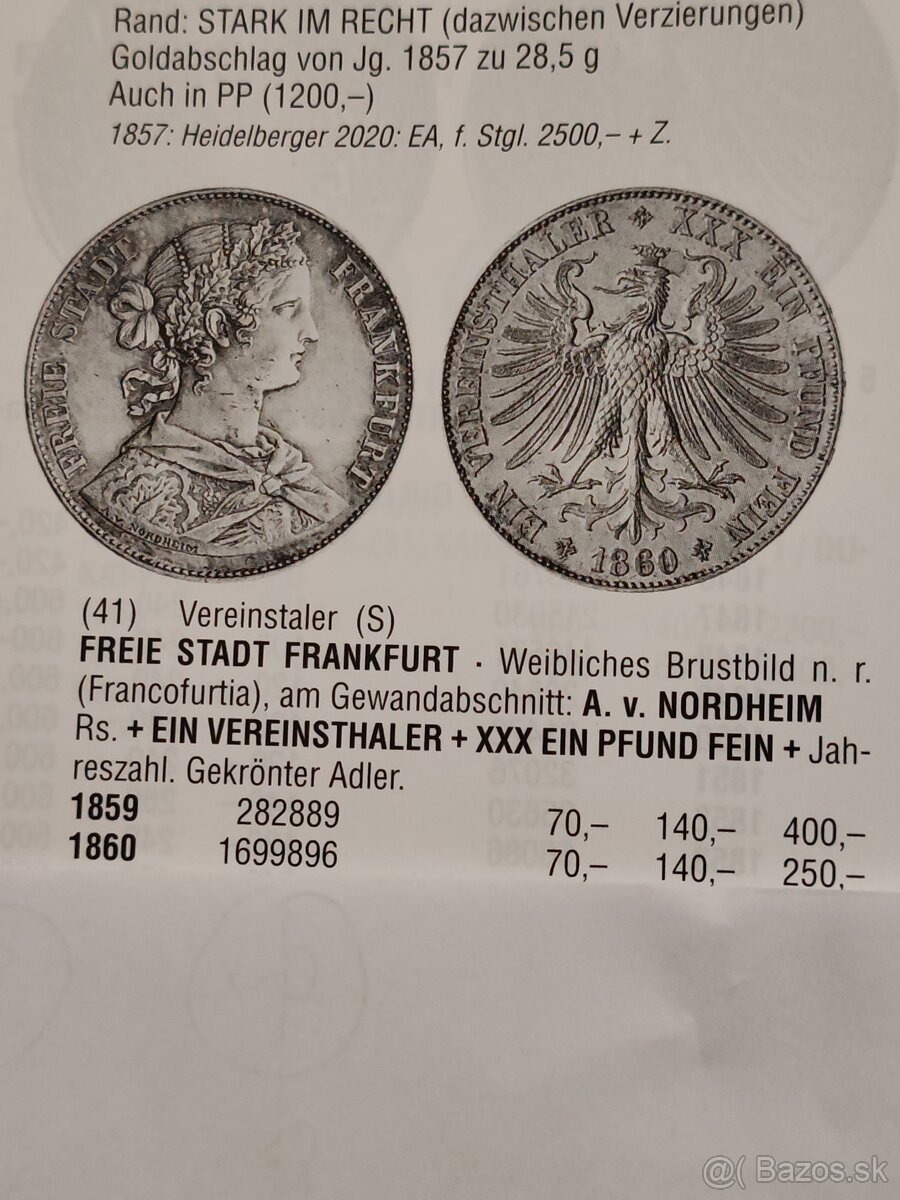 Rand: STARK IM RECHT (dazwischen Verzierungen)
Goldabschlag von Jg. 1857 zu 28,5 g
Auch in PP (1200,–)
1857: Heidelberger 2020: EA, f. Stgl. 2500,– + Z.
FREIE STADT FRANKFURT
A. V. NORDHEIM
EIN VEREINSTHALER XXX EIN PFUND FEIN
1860
(41) Vereinstaler (S)
FREIE STADT FRANKFURT . Weibliches Brustbild n. r.
(Francofurtia), am Gewandabschnitt: A. v. NORDHEIM
Rs. + EIN VEREINSTHALER + XXX EIN PFUND FEIN + Jah-
reszahl. Gekrönter Adler.
1859 282889 70,– 140,– 400,–
1860 1699896 70,– 140,– 250,–
@( Bazos.sk